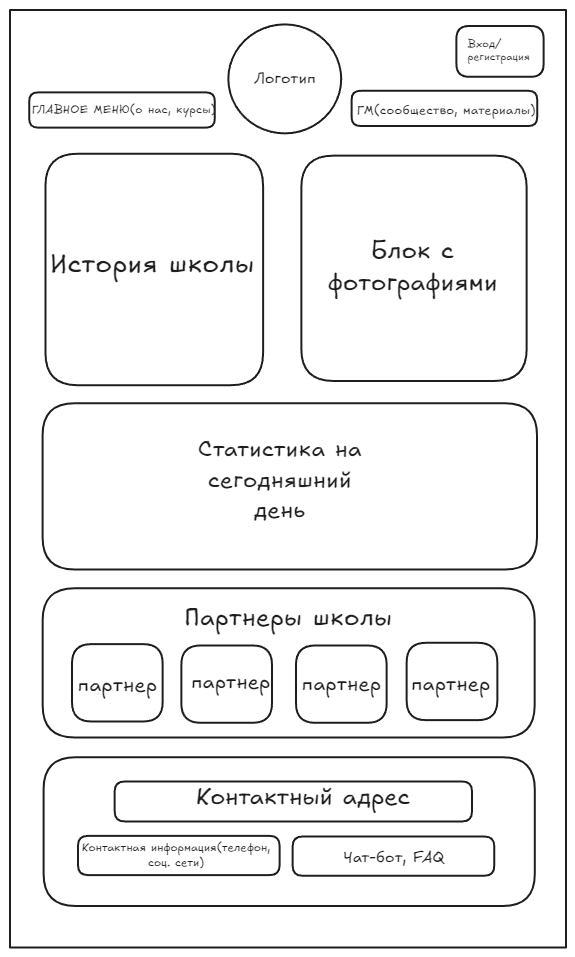 Вход/
регистрация
Логотип
ГЛАВНОЕ МЕНЮ(о нас, курсы)
ГМ(сообщество, материалы)
История школы
Блок с
фотографиями
Статистика на
сегодняшний
день
Партнеры школы
партнер
партнер
партнер
партнер
Контактный адрес
Контактная информация(телефон,
соц. сети)
Чат-бот, FAQ